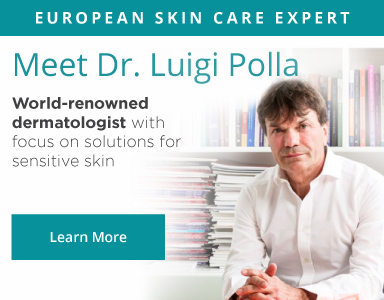 EUROPEAN SKIN CARE EXPERT
Meet Dr. Luigi Polla
World-renowned
dermatologist with
focus on solutions for
sensitive skin
Learn More